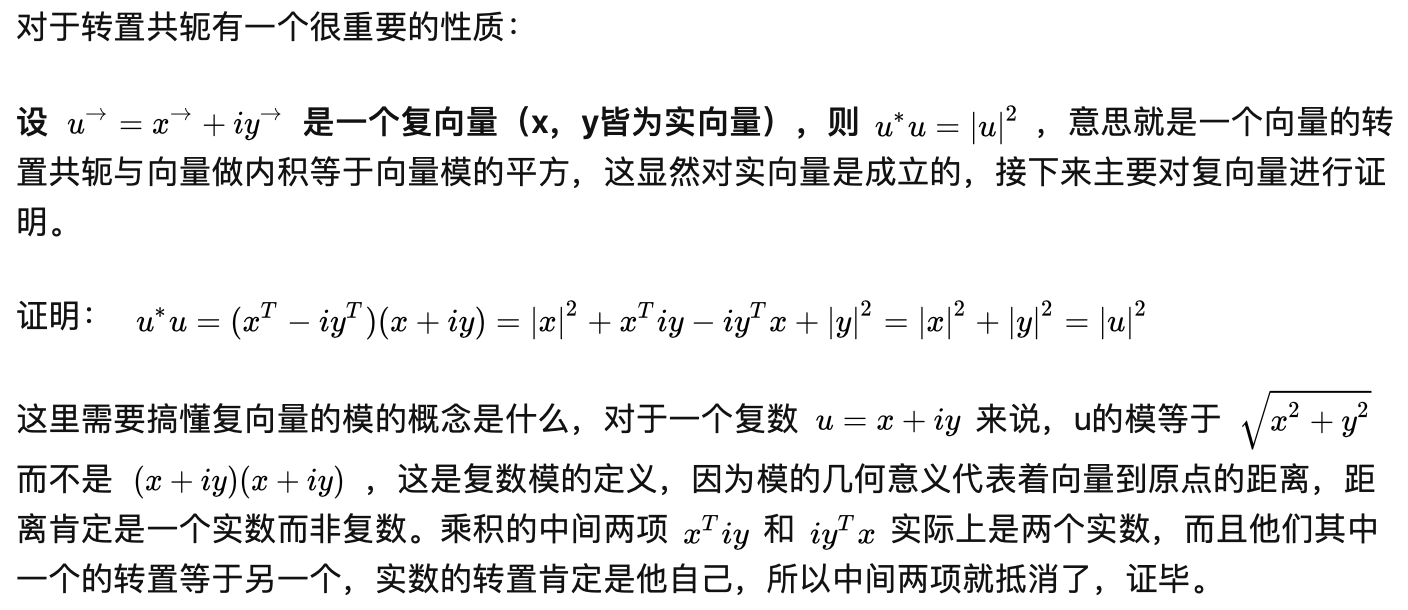 对于转置共轭有一个很重要的性质：
设 u→ = x→ + iy→ 是一个复向量（x，y皆为实向量），则 u*u = |u|² ，意思就是一个向量的转
置共轭与向量做内积等于向量模的平方，这显然对实向量是成立的，接下来主要对复向量进行证
明。
证明： u*u = (xᵀ − iyᵀ)(x + iy) = |x|² + xᵀiy − iyᵀx + |y|² = |x|² + |y|² = |u|²
这里需要搞懂复向量的模的概念是什么，对于一个复数 u = x + iy 来说，u的模等于 √(x² + y²)
而不是 (x + iy)(x + iy) ，这是复数模的定义，因为模的几何意义代表着向量到原点的距离，距
离肯定是一个实数而非复数。乘积的中间两项 xᵀiy 和 iyᵀx 实际上是两个实数，而且他们其中
一个的转置等于另一个，实数的转置肯定是他自己，所以中间两项就抵消了，证毕。